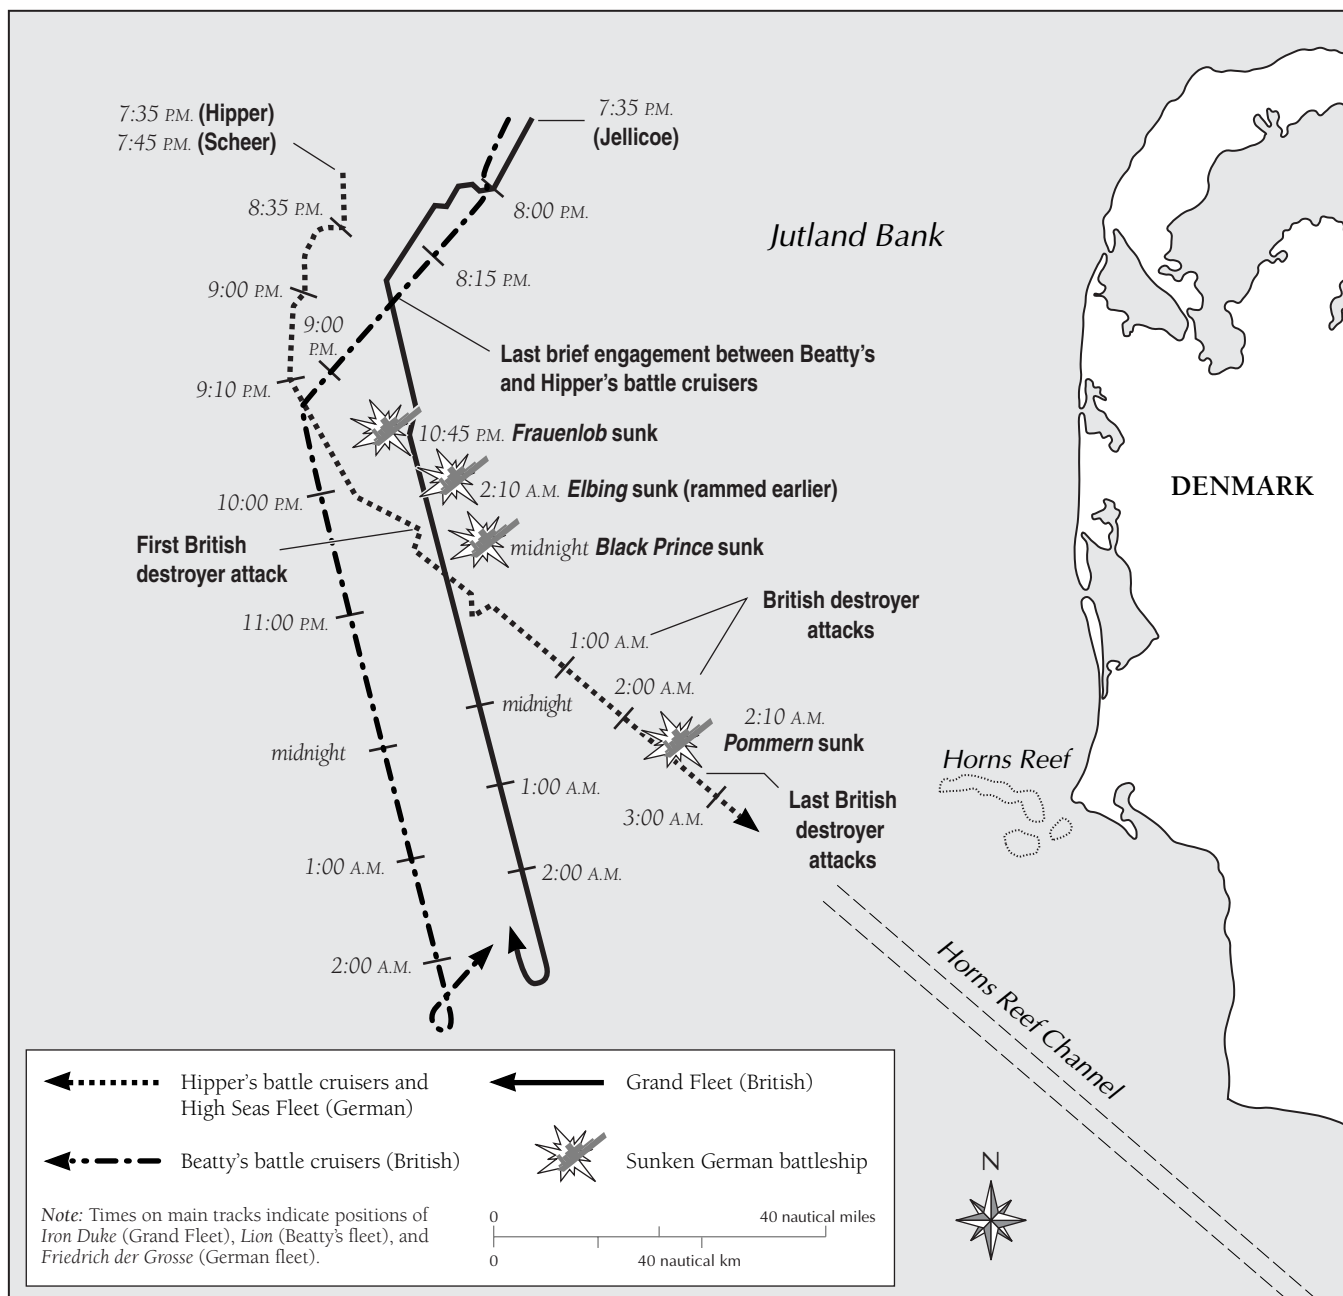 7:35 P.M. (Hipper)
7:45 P.M. (Scheer)
7:35 P.M.
(Jellicoe)
8:35 P.M.
8:00 P.M.
Jutland Bank
8:15 P.M.
9:00 P.M.
9:00
P.M.
Last brief engagement between Beatty's
and Hipper's battle cruisers
9:10 P.M.
10:45 P.M. Frauenlob sunk
2:10 A.M. Elbing sunk (rammed earlier)
DENMARK
10:00 P.M.
First British
destroyer attack
midnight Black Prince sunk
British destroyer
attacks
11:00 P.M.
1:00 A.M.
2:00 A.M.
midnight
2:10 A.M.
Pommern sunk
midnight
Horns Reef
1:00 A.M.
3:00 A.M.
Last British
destroyer
attacks
1:00 A.M.
2:00 A.M.
2:00 A.M.
Horns Reef Channel
Hipper's battle cruisers and
High Seas Fleet (German)
Grand Fleet (British)
Beatty's battle cruisers (British)
Sunken German battleship
Note: Times on main tracks indicate positions of
Iron Duke (Grand Fleet), Lion (Beatty's fleet), and
Friedrich der Grosse (German fleet).
0 40 nautical miles
0 40 nautical km
N